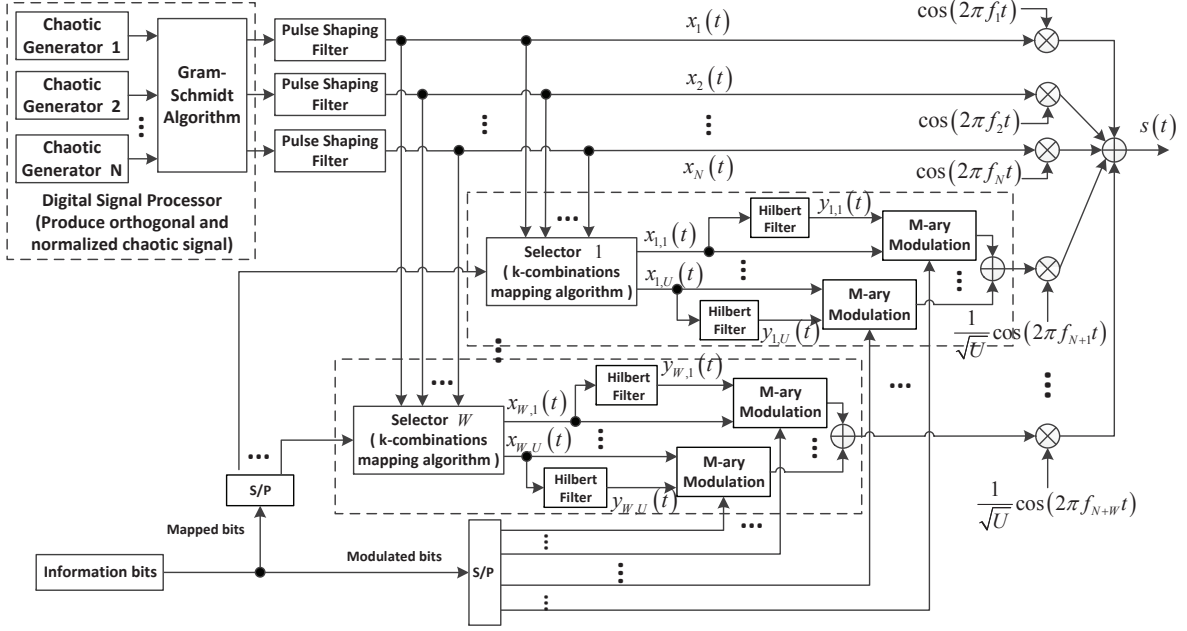 Chaotic
Generator 1
Chaotic
Generator 2
Chaotic
Generator N
Gram-
Schmidt
Algorithm
Digital Signal Processor
(Produce orthogonal and
normalized chaotic signal)
Pulse Shaping
Filter
Pulse Shaping
Filter
Pulse Shaping
Filter
x_1(t)
x_2(t)
x_N(t)
cos(2πf_1t)
cos(2πf_2t)
cos(2πf_Nt)
s(t)
Selector 1
( k-combinations
mapping algorithm )
x_{1,1}(t)
x_{1,U}(t)
Hilbert
Filter
y_{1,1}(t)
Hilbert
Filter
y_{1,U}(t)
M-ary
Modulation
M-ary
Modulation
1/√U cos(2πf_{N+1}t)
Selector W
( k-combinations
mapping algorithm )
x_{W,1}(t)
x_{W,U}(t)
Hilbert
Filter
y_{W,1}(t)
Hilbert
Filter
y_{W,U}(t)
M-ary
Modulation
M-ary
Modulation
1/√U cos(2πf_{N+W}t)
S/P
Mapped bits
Information bits
Modulated bits
S/P